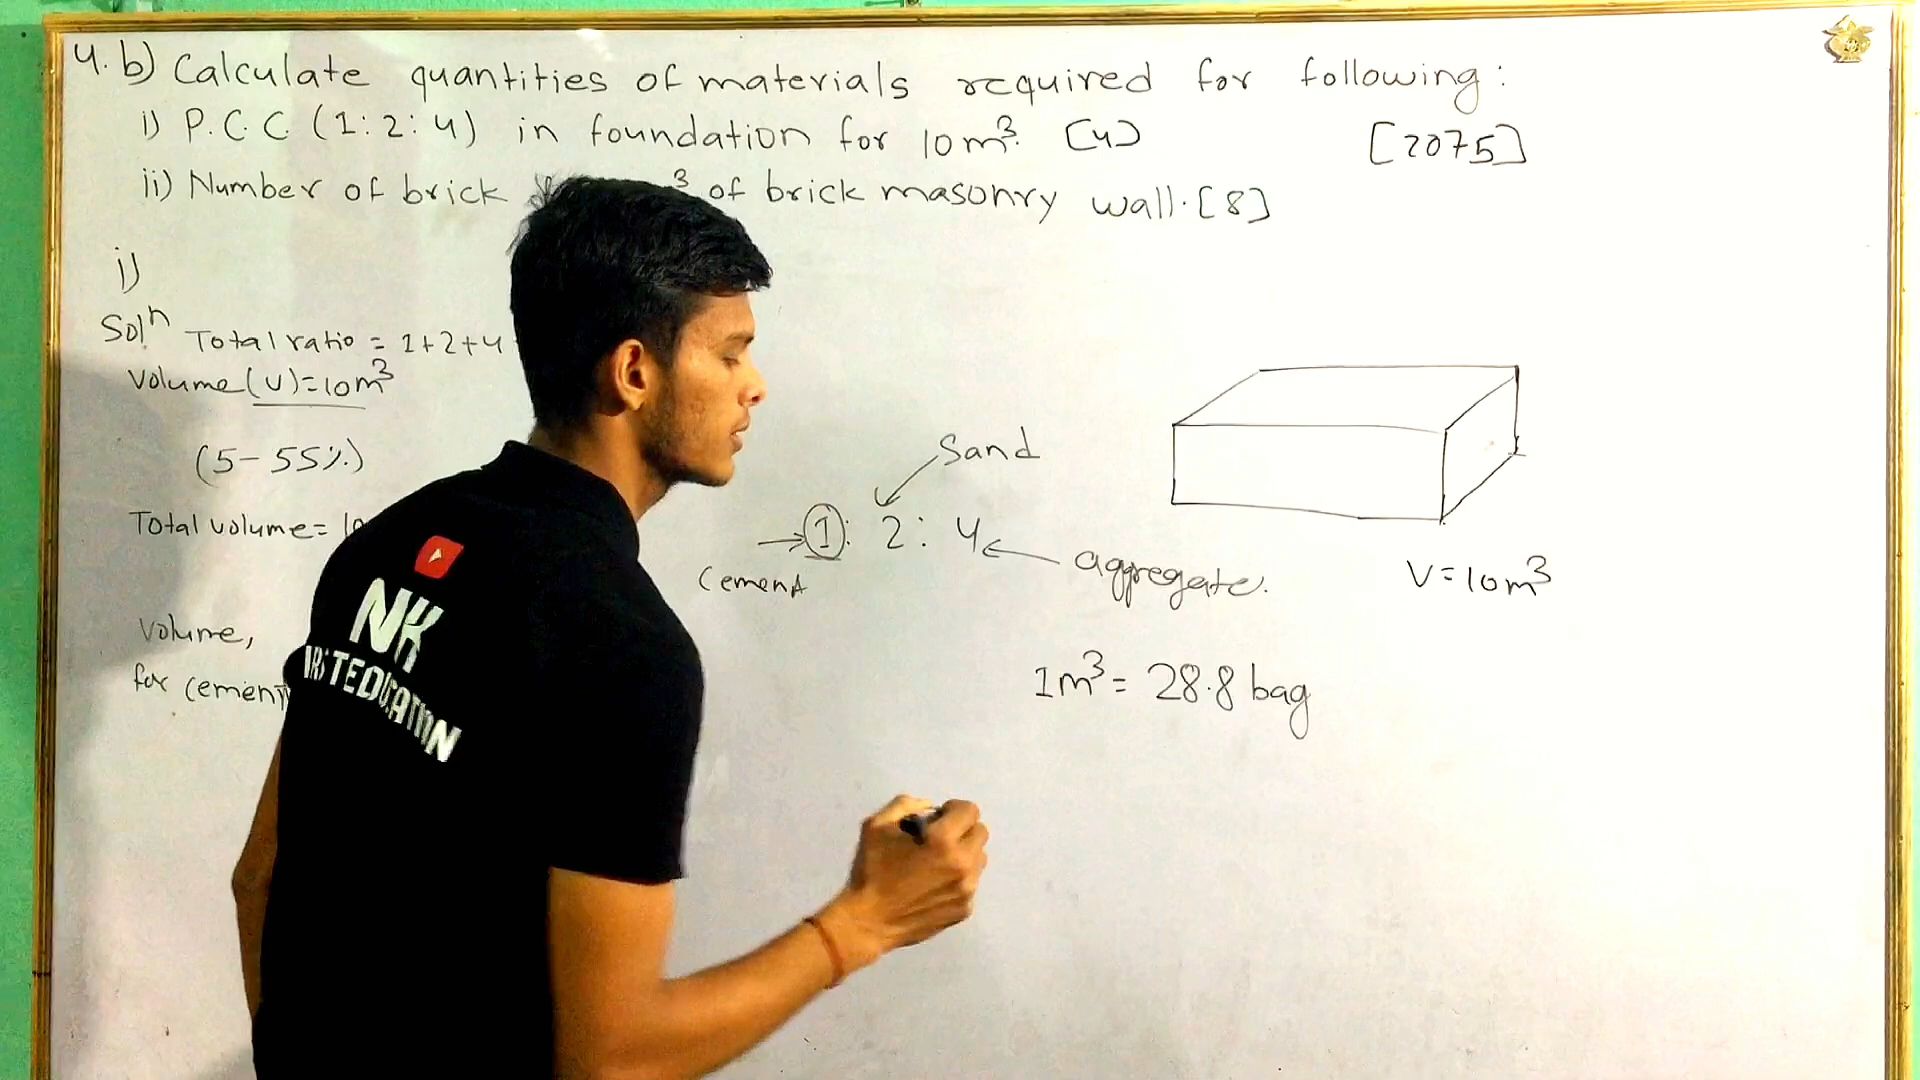 4. b) Calculate quantities of materials required for following:
i) P.C.C. (1:2:4) in foundation for 10m³. [4] [2075]
ii) Number of brick ³ of brick masonry wall. [8]
i)
Solⁿ Total ratio = 1+2+4
Volume (v)=10m³
(5-55%)
Sand
Total volume=
1: 2: 4
Cement
aggregate.
V=10m³
Volume,
for cement
1m³ = 28.8 bag
NK